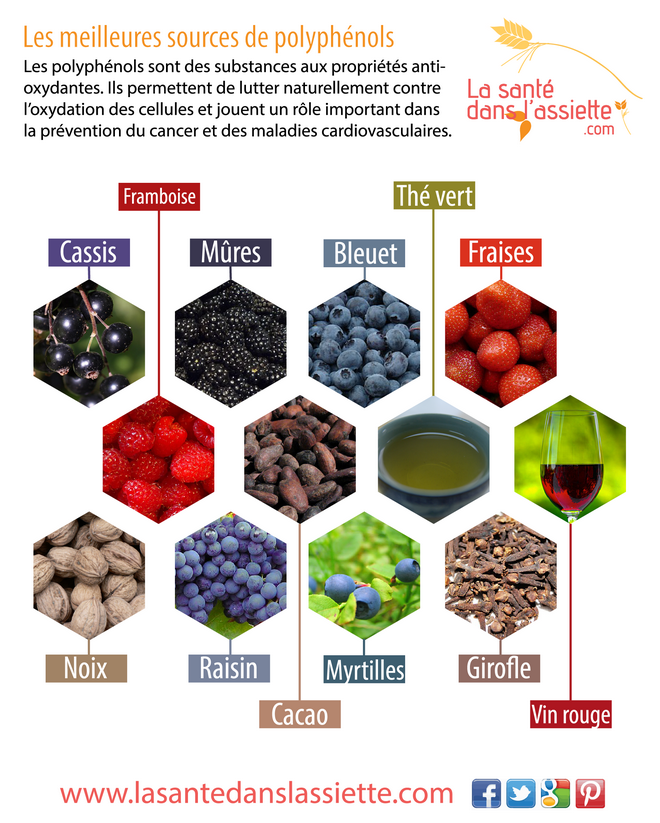 Les meilleures sources de polyphénols
Les polyphénols sont des substances aux propriétés anti-
oxydantes. Ils permettent de lutter naturellement contre
l'oxydation des cellules et jouent un rôle important dans
la prévention du cancer et des maladies cardiovasculaires.
La santé
dans l'assiette
.com
Framboise
Thé vert
Cassis
Mûres
Bleuet
Fraises
Noix
Raisin
Myrtilles
Girofle
Cacao
Vin rouge
www.lasantedanslassiette.com